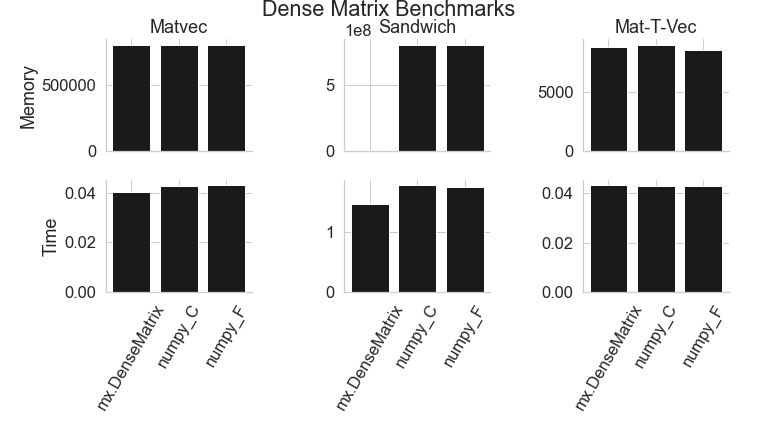 Dense Matrix Benchmarks
Matvec
Sandwich
Mat-T-Vec
Memory
500000
0
1e8
5
0
5000
0
Time
0.04
0.02
0.00
1
0
0.04
0.02
0.00
mx.DenseMatrix
numpy_C
numpy_F
mx.DenseMatrix
numpy_C
numpy_F
mx.DenseMatrix
numpy_C
numpy_F